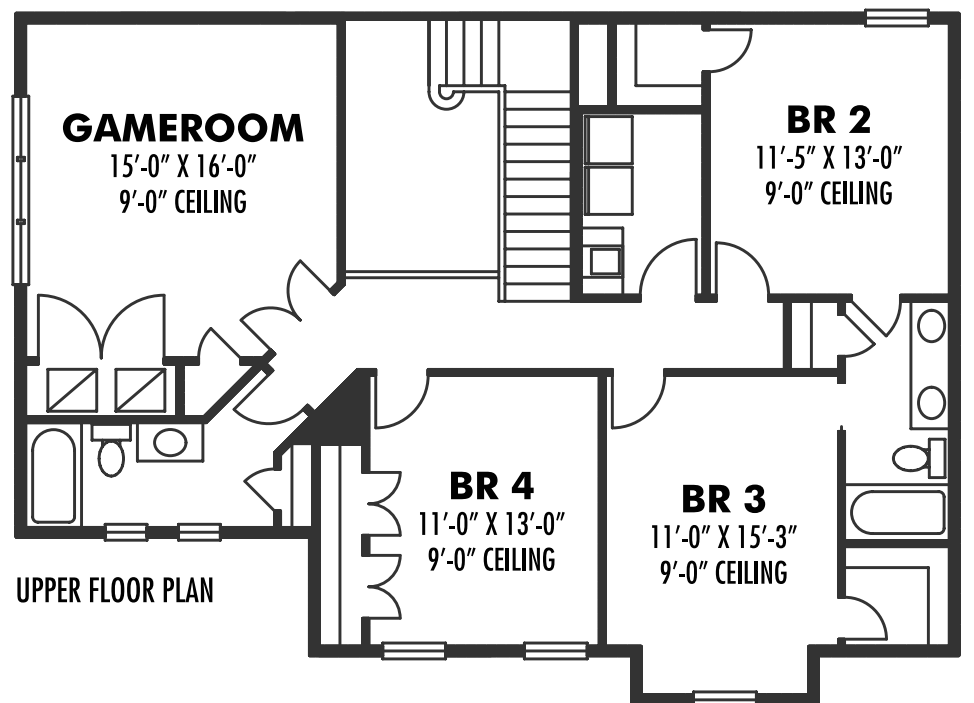 GAMEROOM
15’-0” X 16’-0”
9’-0” CEILING
BR 2
11’-5” X 13’-0”
9’-0” CEILING
BR 4
11’-0” X 13’-0”
9’-0” CEILING
BR 3
11’-0” X 15’-3”
9’-0” CEILING
UPPER FLOOR PLAN